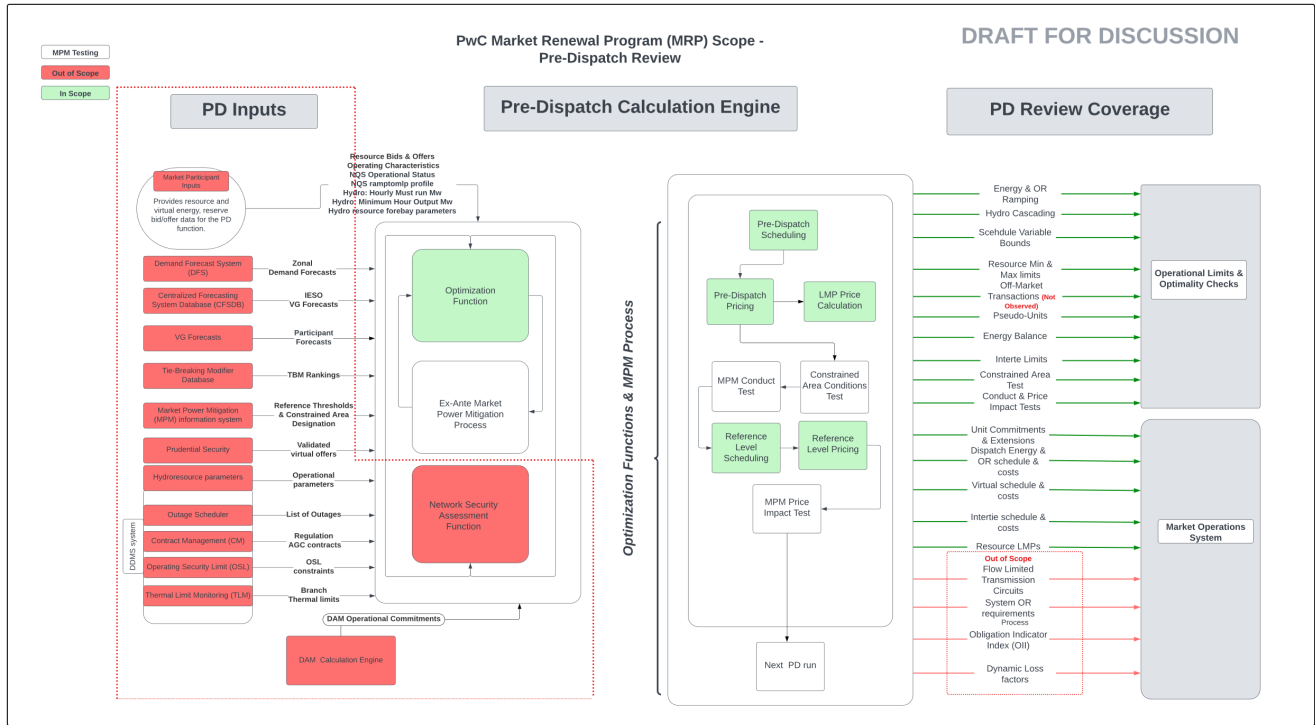 PwC Market Renewal Program (MRP) Scope -
Pre-Dispatch Review
DRAFT FOR DISCUSSION
MPM Testing
Out of Scope
In Scope
PD Inputs
Pre-Dispatch Calculation Engine
PD Review Coverage
Market Pariticipant
Inputs
Provides resource and
virtual energy, reserve
bid/offer data for the PD
function.
Resource Bids & Offers
Operating Characteristics
NQS Operational Status
NQS ramptomlp profile
Hydro: Hourly Must run Mw
Hydro: Minimum Hour Output Mw
Hydro resource forebay parameters
Demand Forecast System
(DFS)
Zonal
Demand Forecasts
Centralized Forecasting
System Database (CFSDB)
IESO
VG Forecasts
VG Forecasts
Participant
Forecasts
Tie-Breaking Modifier
Database
TBM Rankings
Market Power Mitigation
(MPM) information system
Reference Thresholds
& Constrained Area
Designation
Prudential Security
Validated
virtual offers
Hydroresource parameters
Operational
parameters
Outage Scheduler
List of Outages
Contract Management (CM)
Regulation
AGC contracts
Operating Security Limit (OSL)
OSL
constraints
Thermal Limit Monitoring (TLM)
Branch
Thermal limits
DDMS system
DAM Operational Commitments
DAM Calculation Engine
Optimization
Function
Ex-Ante Market
Power Mitigation
Process
Network Security
Assessment
Function
Optimization Functions & MPM Process
Pre-Dispatch
Scheduling
Pre-Dispatch
Pricing
LMP Price
Calculation
MPM Conduct
Test
Constrained
Area Conditions
Test
Reference
Level
Scheduling
Reference
Level Pricing
MPM Price
Impact Test
Next PD run
Energy & OR
Ramping
Hydro Cascading
Scehdule Variable
Bounds
Resource Min &
Max limits
Off-Market
Transactions (Not
Observed)
Pseudo-Units
Energy Balance
Interte Limits
Constrained Area
Test
Conduct & Price
Impact Tests
Unit Commitments
& Extensions
Dispatch Energy &
OR schedule &
costs
Virtual schedule &
costs
Intertie schedule &
costs
Resource LMPs
Out of Scope
Flow Limited
Transmission
Circuits
System OR
requirements
Process
Obligation Indicator
Index (OII)
Dynamic Loss
factors
Operational Limits &
Optimality Checks
Market Operations
System